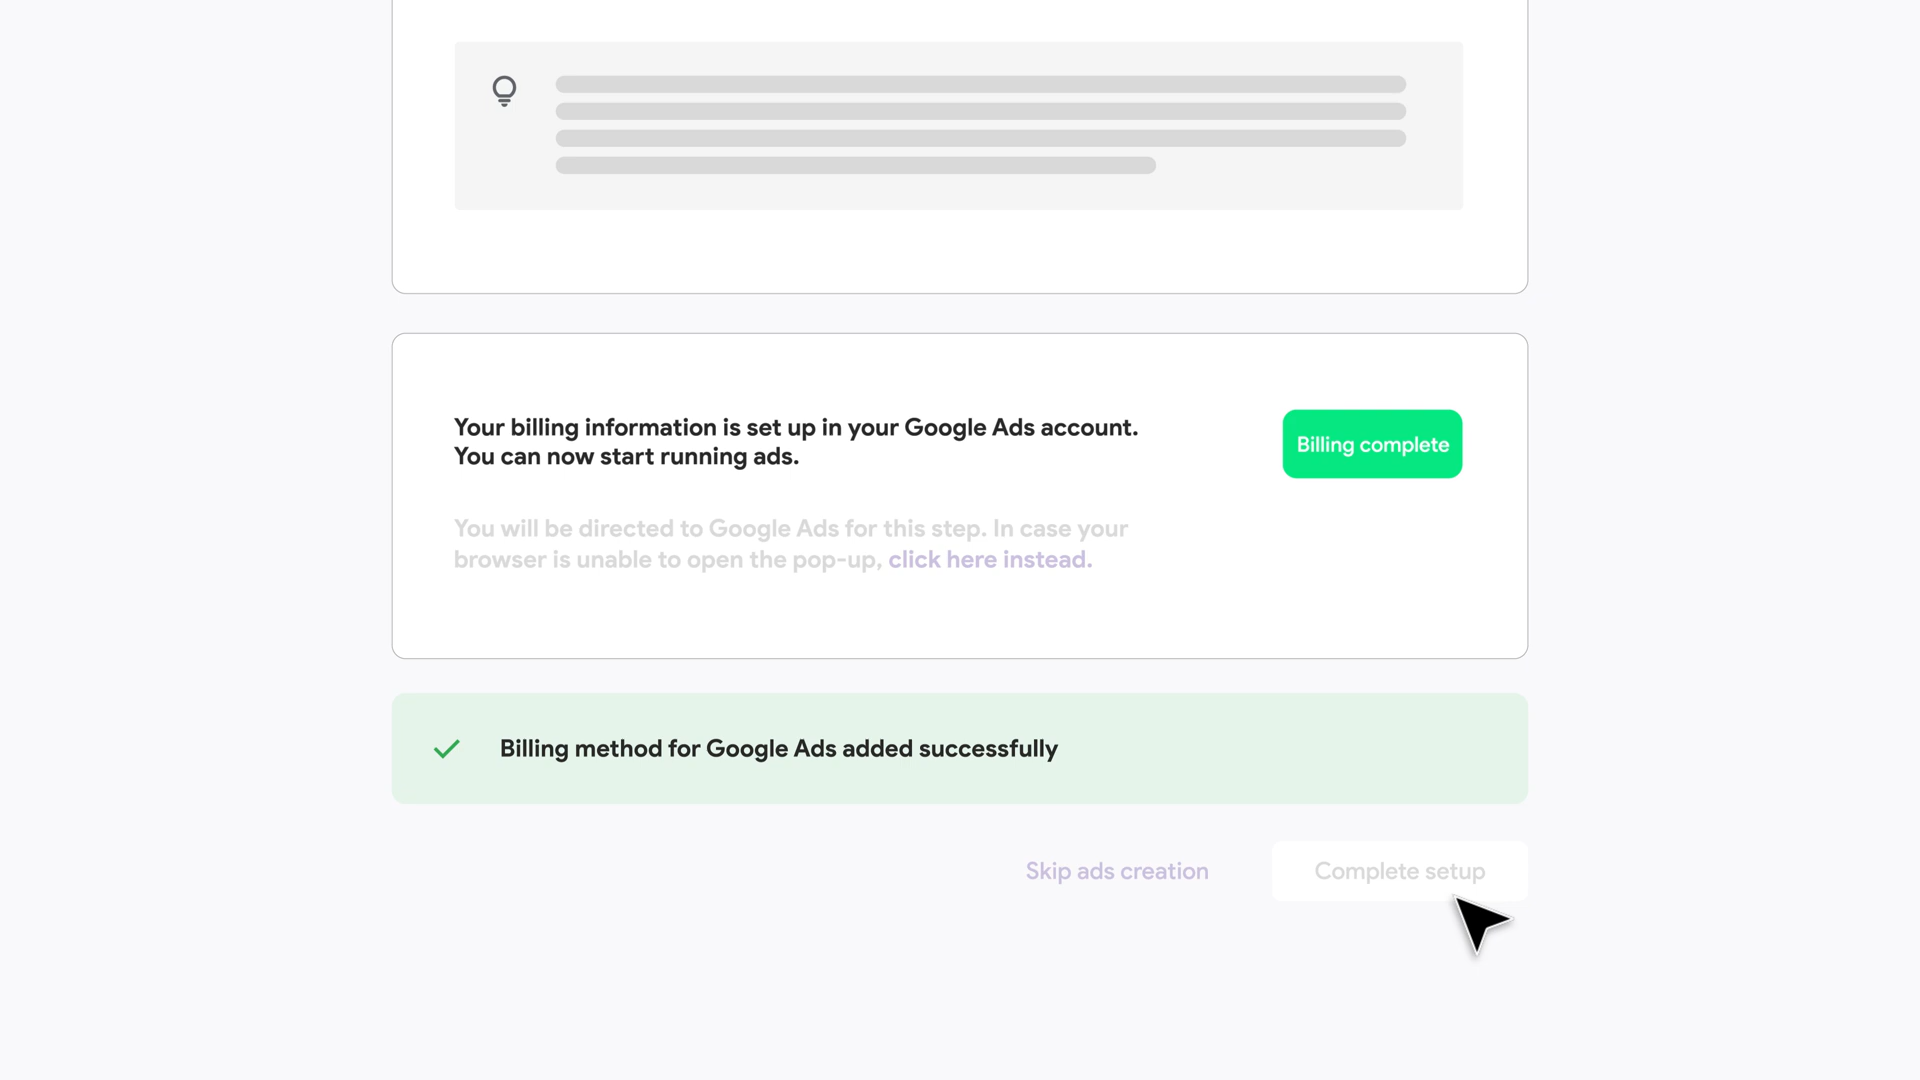 Your billing information is set up in your Google Ads account.
You can now start running ads.
Billing complete
You will be directed to Google Ads for this step. In case your
browser is unable to open the pop-up, click here instead.
Billing method for Google Ads added successfully
Skip ads creation
Complete setup